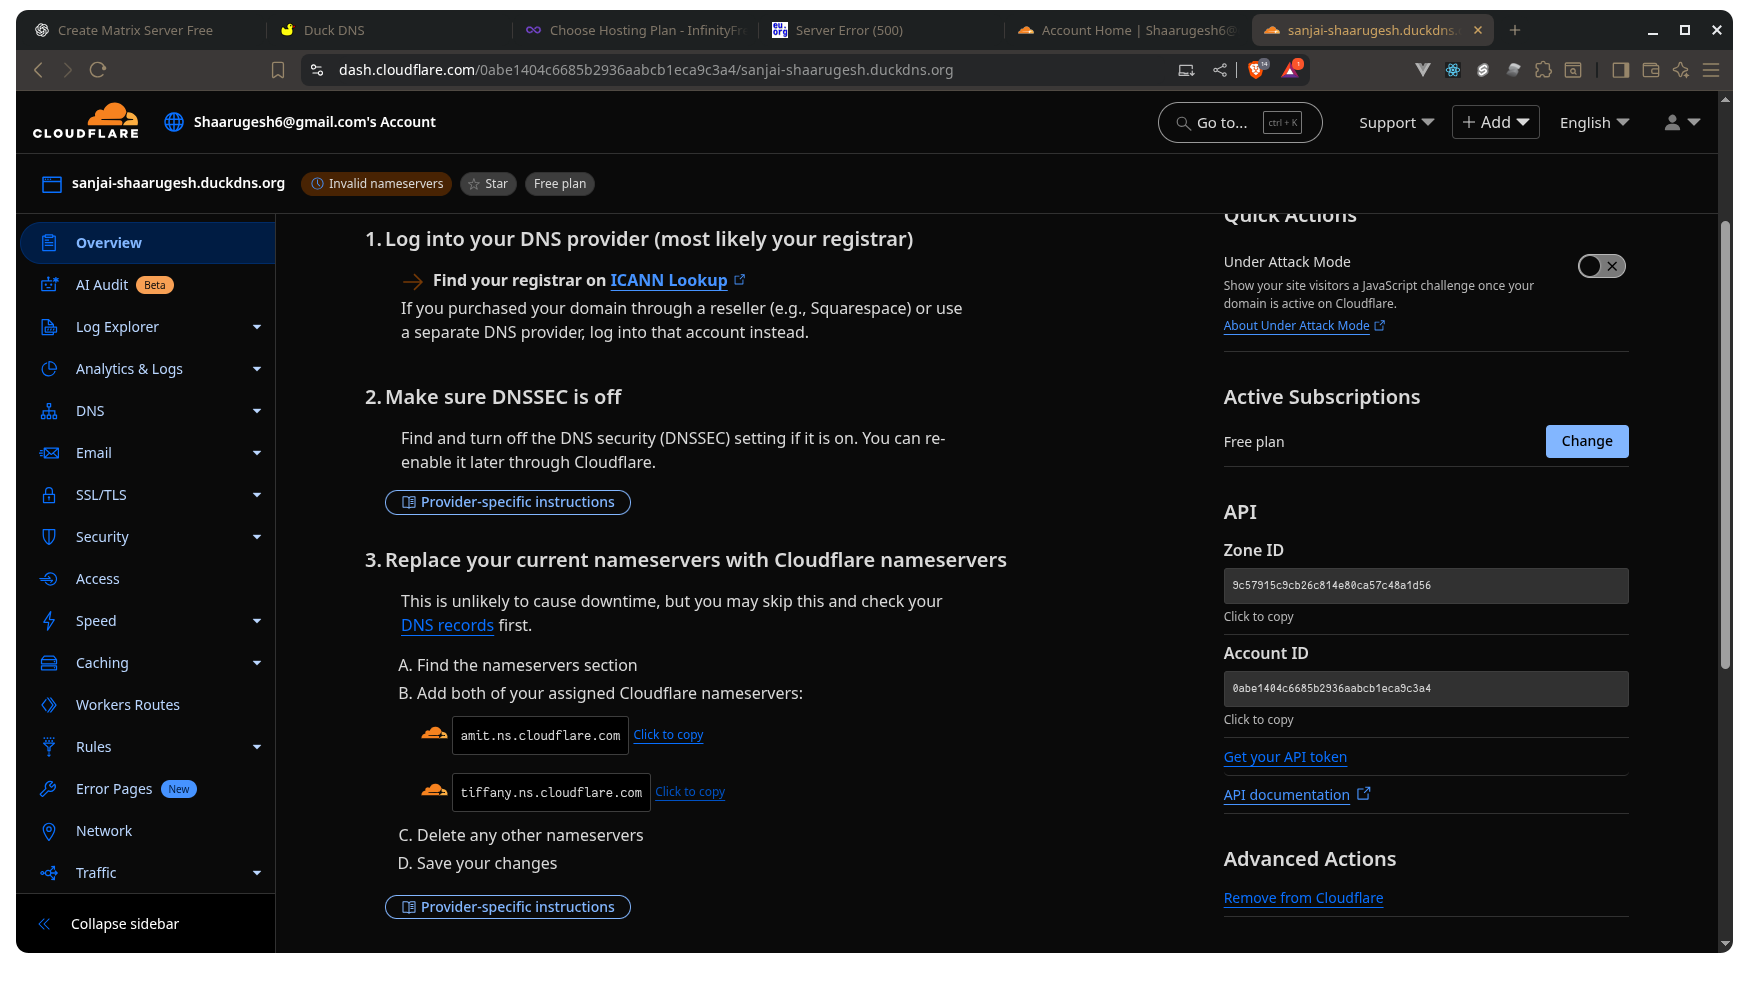 Create Matrix Server Free
Duck DNS
Choose Hosting Plan - InfinityFr
Server Error (500)
Account Home | Shaarugesh6@
sanjai-shaarugesh.duckdns.
dash.cloudflare.com/0abe1404c6685b2936aabcb1eca9c3a4/sanjai-shaarugesh.duckdns.org
14
1
CLOUDFLARE
Shaarugesh6@gmail.com's Account
Go to...
ctrl + K
Support
+ Add
English
sanjai-shaarugesh.duckdns.org
Invalid nameservers
Star
Free plan
Overview
AI Audit Beta
Log Explorer
Analytics & Logs
DNS
Email
SSL/TLS
Security
Access
Speed
Caching
Workers Routes
Rules
Error Pages New
Network
Traffic
Collapse sidebar
1. Log into your DNS provider (most likely your registrar)
Find your registrar on ICANN Lookup
If you purchased your domain through a reseller (e.g., Squarespace) or use
a separate DNS provider, log into that account instead.
2. Make sure DNSSEC is off
Find and turn off the DNS security (DNSSEC) setting if it is on. You can re-
enable it later through Cloudflare.
Provider-specific instructions
3. Replace your current nameservers with Cloudflare nameservers
This is unlikely to cause downtime, but you may skip this and check your
DNS records first.
A. Find the nameservers section
B. Add both of your assigned Cloudflare nameservers:
amit.ns.cloudflare.com Click to copy
tiffany.ns.cloudflare.com Click to copy
C. Delete any other nameservers
D. Save your changes
Provider-specific instructions
Quick Actions
Under Attack Mode
Show your site visitors a JavaScript challenge once your
domain is active on Cloudflare.
About Under Attack Mode
Active Subscriptions
Free plan
Change
API
Zone ID
9c57915c9cb26c814e80ca57c48a1d56
Click to copy
Account ID
0abe1404c6685b2936aabcb1eca9c3a4
Click to copy
Get your API token
API documentation
Advanced Actions
Remove from Cloudflare